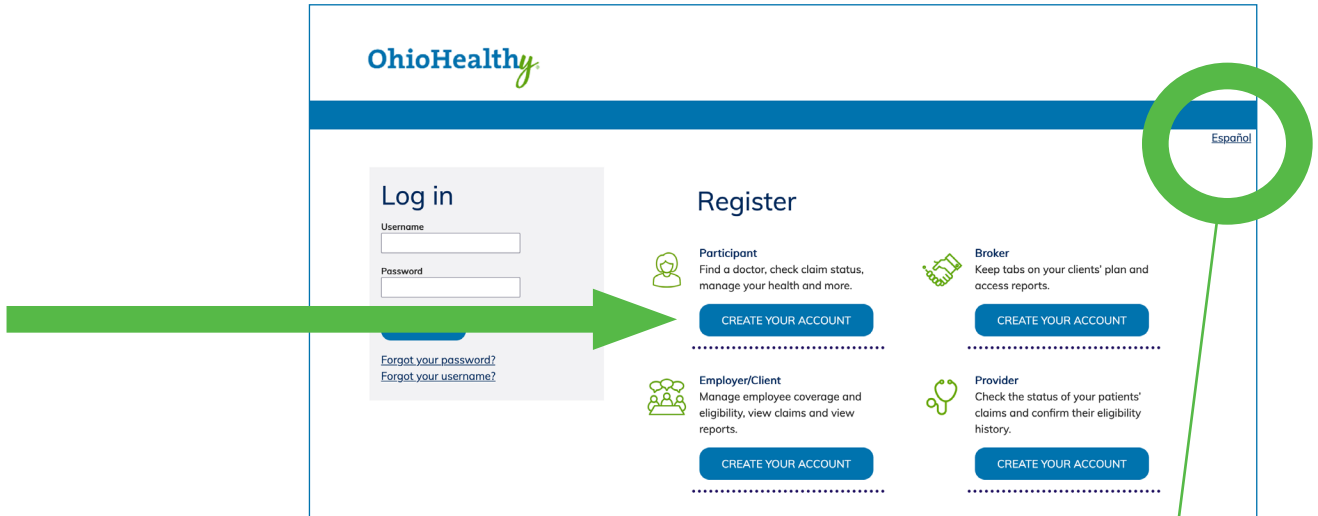 OhioHealthy
Español
Log in
Username
Password
Forgot your password?
Forgot your username?
Register
Participant
Find a doctor, check claim status,
manage your health and more.
CREATE YOUR ACCOUNT
Broker
Keep tabs on your clients' plan and
access reports.
CREATE YOUR ACCOUNT
Employer/Client
Manage employee coverage and
eligibility, view claims and view
reports.
CREATE YOUR ACCOUNT
Provider
Check the status of your patients'
claims and confirm their eligibility
history.
CREATE YOUR ACCOUNT